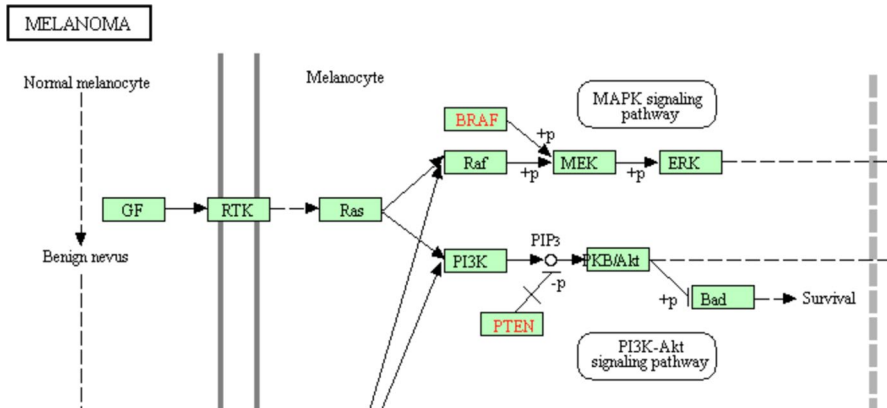 MELANOMA
Normal melanocyte
Melanocyte
MAPK signaling
pathway
BRAF
+p
Raf
+p
MEK
+p
ERK
GF
RTK
Ras
Benign nevus
PIP3
PI3K
PKB/Akt
-p
+p
Bad
Survival
PTEN
PI3K-Akt
signaling pathway